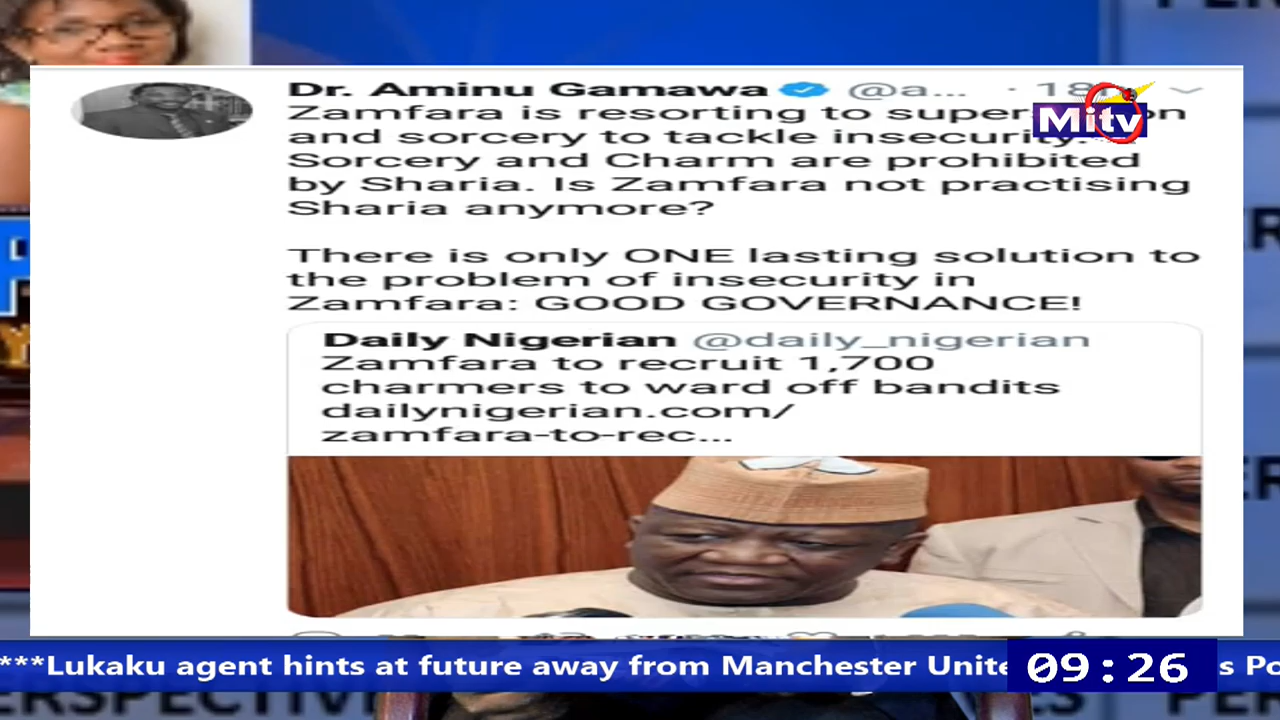 Dr. Aminu Gamawa @a... · 18
Mitv
Zamfara is resorting to
and sorcery to tackle insecurity.
Sorcery and Charm are prohibited
by Sharia. Is Zamfara not practising
Sharia anymore?
There is only ONE lasting solution to
the problem of insecurity in
Zamfara: GOOD GOVERNANCE!
Daily Nigerian @daily_nigerian
Zamfara to recruit 1,700
charmers to ward off bandits
dailynigerian.com/
zamfara-to-rec...
***Lukaku agent hints at future away from Manchester Unite
09:26
s Po